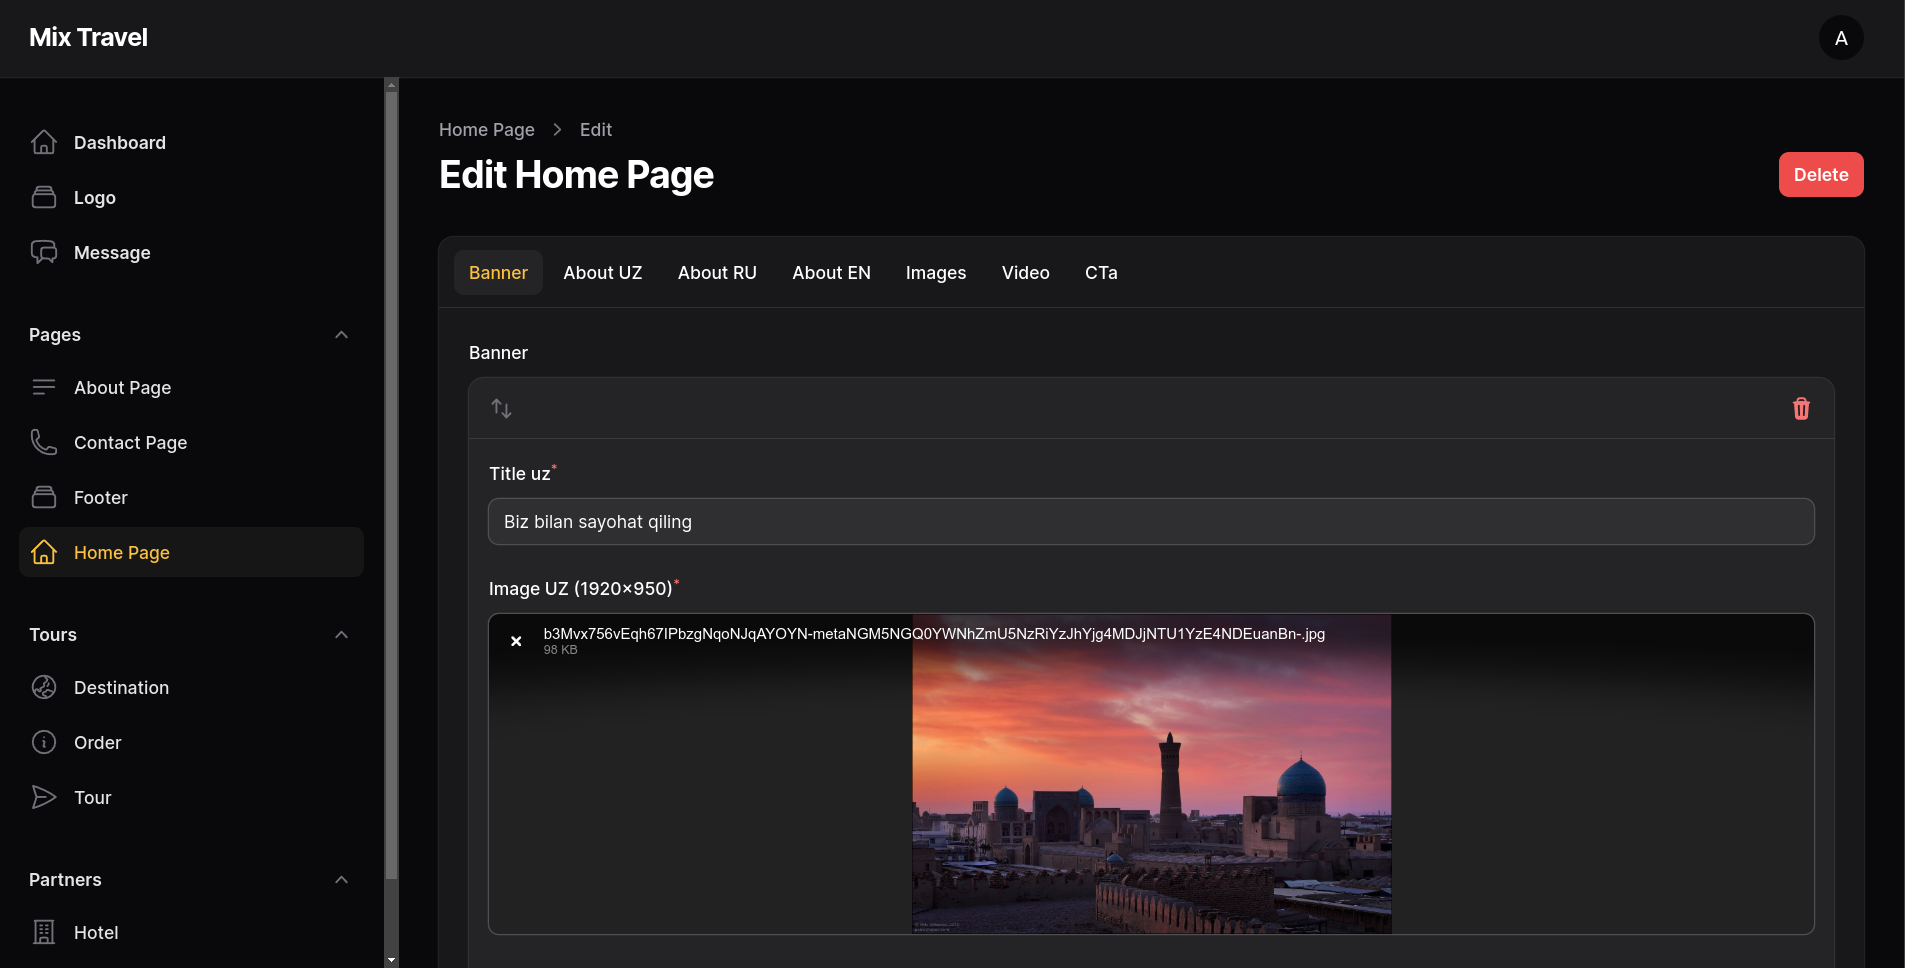 Mix Travel
A
Dashboard
Logo
Message
Pages
About Page
Contact Page
Footer
Home Page
Tours
Destination
Order
Tour
Partners
Hotel
Home Page > Edit
Edit Home Page
Delete
Banner About UZ About RU About EN Images Video CTa
Banner
Title uz*
Biz bilan sayohat qiling
Image UZ (1920×950)*
b3Mvx756vEqh67IPbzgNqoNJqAYOYN-metaNGM5NGQ0YWNhZmU5NzRiYzJhYjg4MDJjNTU1YzE4NDEuanBn-.jpg
98 KB